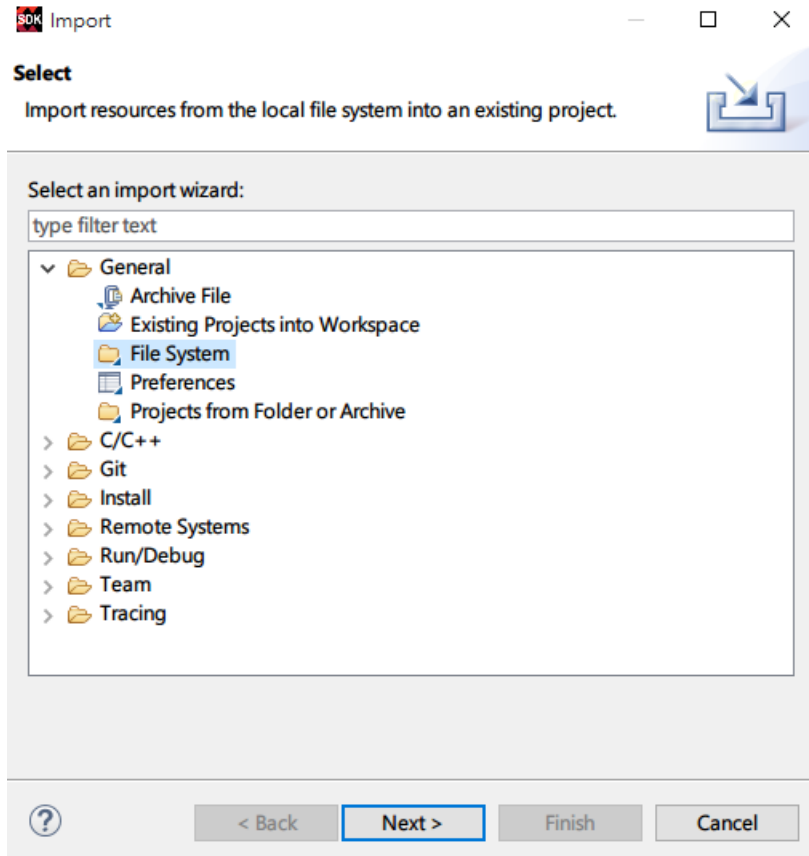 SDK Import
Select
Import resources from the local file system into an existing project.
Select an import wizard:
type filter text
General
Archive File
Existing Projects into Workspace
File System
Preferences
Projects from Folder or Archive
C/C++
Git
Install
Remote Systems
Run/Debug
Team
Tracing
? < Back Next > Finish Cancel